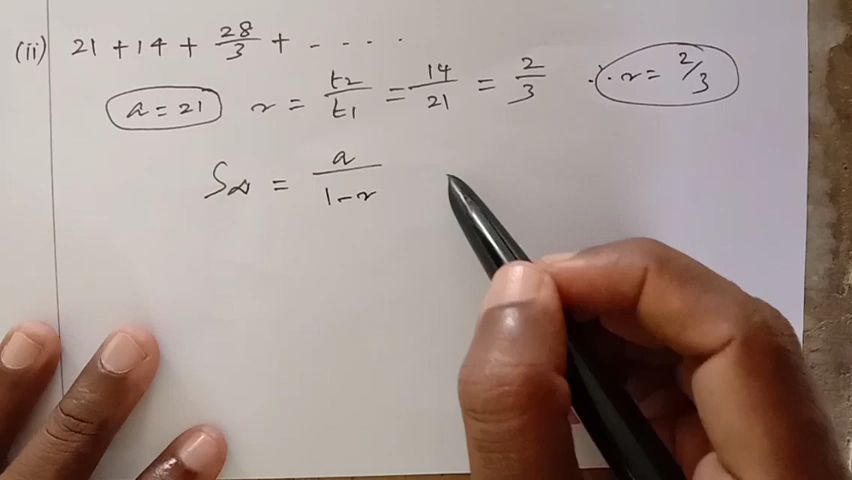 (ii) 21 + 14 + 28/3 + - . . . .
a = 21 r = t2/t1 = 14/21 = 2/3 ∴ r = 2/3
S∞ = a/1-r